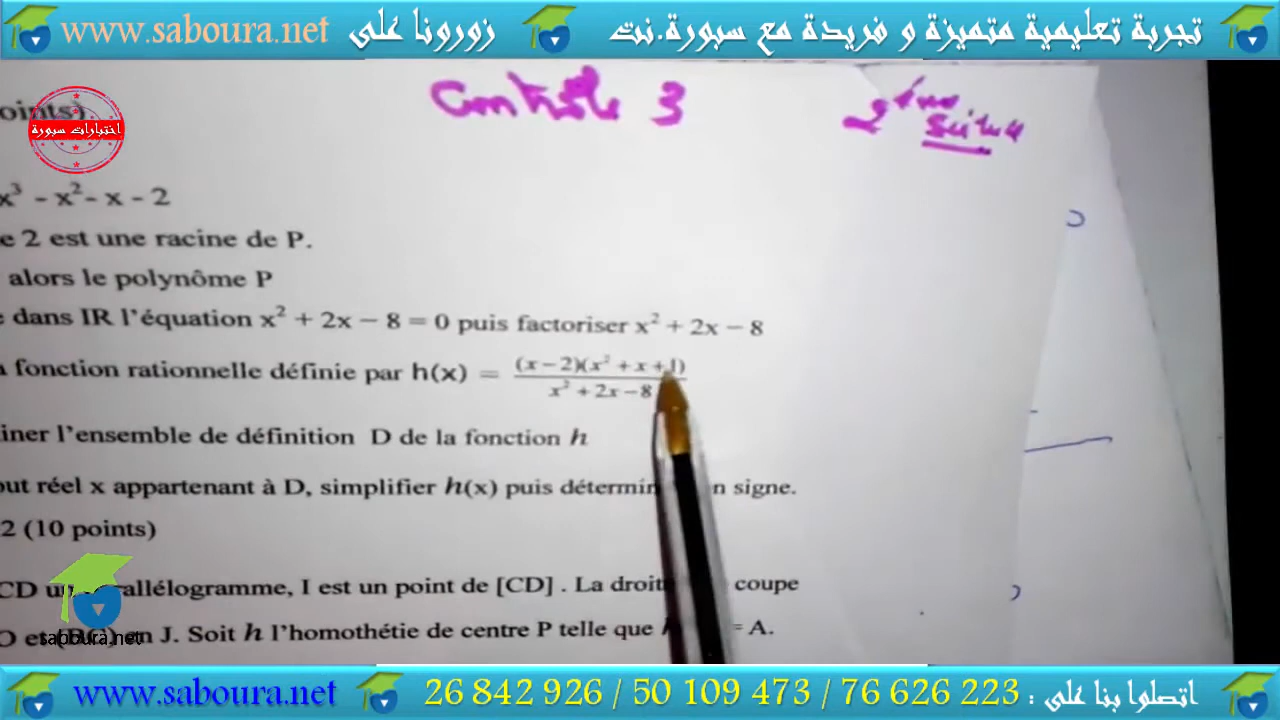 www.saboura.net زورونا على تجربة تعليمية متميزة و فريدة مع سبورة.نت
Contrôle 3 2ème
oints)
اختبارات سبورة
x³ - x² - x - 2
e 2 est une racine de P.
alors le polynôme P
e dans IR l'équation x² + 2x − 8 = 0 puis factoriser x² + 2x − 8
a fonction rationnelle définie par h(x) = (x−2)(x² + x + 1) / x² + 2x − 8
iner l'ensemble de définition D de la fonction h
out réel x appartenant à D, simplifier h(x) puis détermin n signe.
2 (10 points)
CD u allélogramme, I est un point de [CD] . La droit coupe
saboura.net
et (BC) en J. Soit h l'homothétie de centre P telle que = A.
www.saboura.net 26 842 926 / 50 109 473 / 76 626 223 : اتصلوا بنا على